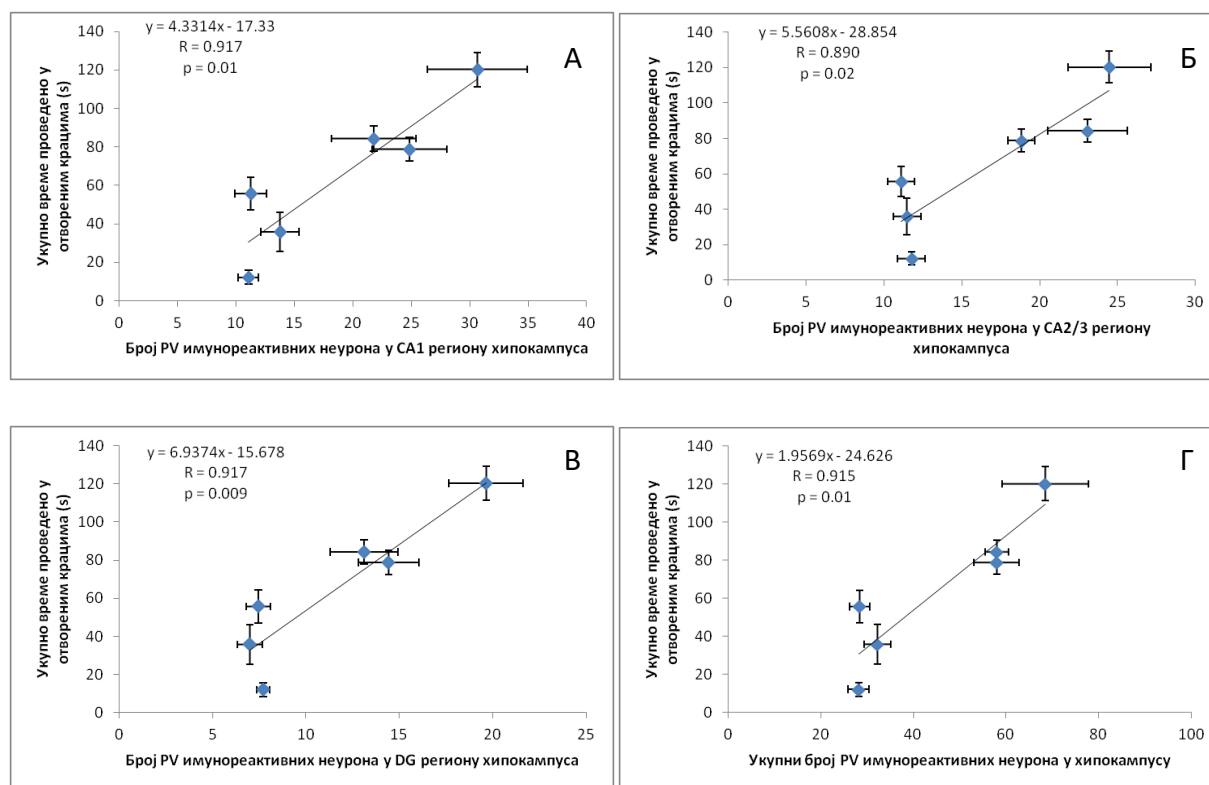 y = 4.3314x - 17.33
R = 0.917
p = 0.01
А
Укупно време проведено у
отвореним крацима (s)
140
120
100
80
60
40
20
0
0 5 10 15 20 25 30 35 40
Број PV имунореактивних неурона у CA1 региону хипокампуса
y = 5.5608x - 28.854
R = 0.890
p = 0.02
Б
Укупно време проведено у
отвореним крацима (s)
140
120
100
80
60
40
20
0
0 5 10 15 20 25 30
Број PV имунореактивних неурона у CA2/3 региону
хипокампуса
y = 6.9374x - 15.678
R = 0.917
p = 0.009
В
Укупно време проведено у
отвореним крацима (s)
140
120
100
80
60
40
20
0
0 5 10 15 20 25
Број PV имунореактивних неурона у DG региону хипокампуса
y = 1.9569x - 24.626
R = 0.915
p = 0.01
Г
Укупно време проведено у
отвореним крацима (s)
140
120
100
80
60
40
20
0
0 20 40 60 80 100
Укупни број PV имунореактивних неурона у хипокампусу